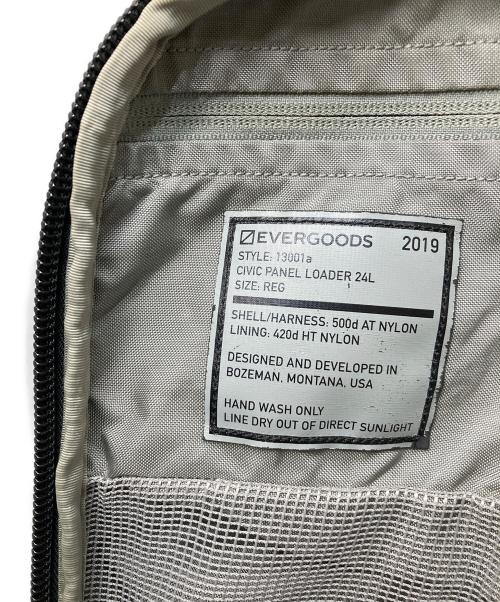 EVERGOODS 2019
STYLE: 13001a
CIVIC PANEL LOADER 24L
SIZE: REG
SHELL/HARNESS: 500d AT NYLON
LINING: 420d HT NYLON
DESIGNED AND DEVELOPED IN
BOZEMAN, MONTANA, USA
HAND WASH ONLY
LINE DRY OUT OF DIRECT SUNLIGHT